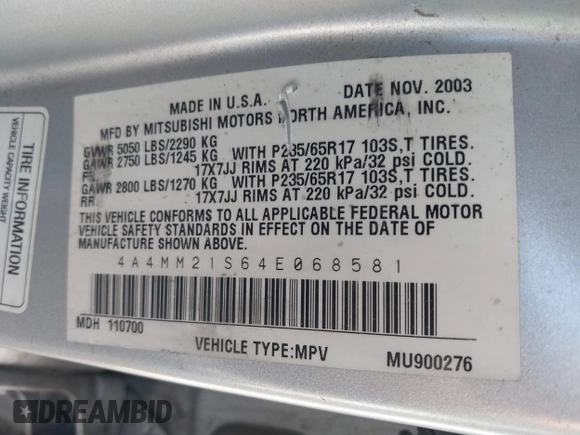 TIRE INFORMATION
VEHICLE CAPACITY WEIGHT
MADE IN U.S.A. DATE NOV. 2003
MFD BY MITSUBISHI MOTORS NORTH AMERICA, INC.
GVWR 5050 LBS/2290 KG
GAWR 2750 LBS/1245 KG WITH P235/65R17 103S,T TIRES.
17X7JJ RIMS AT 220 kPa/32 psi COLD.
GAWR 2800 LBS/1270 KG WITH P235/65R17 103S,T TIRES.
RR 17X7JJ RIMS AT 220 kPa/32 psi COLD.
THIS VEHICLE CONFORMS TO ALL APPLICABLE FEDERAL MOTOR
VEHICLE SAFETY STANDARDS IN EFFECT ON THE DATE OF
MANUFACTURE SHOWN ABOVE.
4A4MM21S64E068581
MDH 110700
VEHICLE TYPE:MPV MU900276
DREAMBID